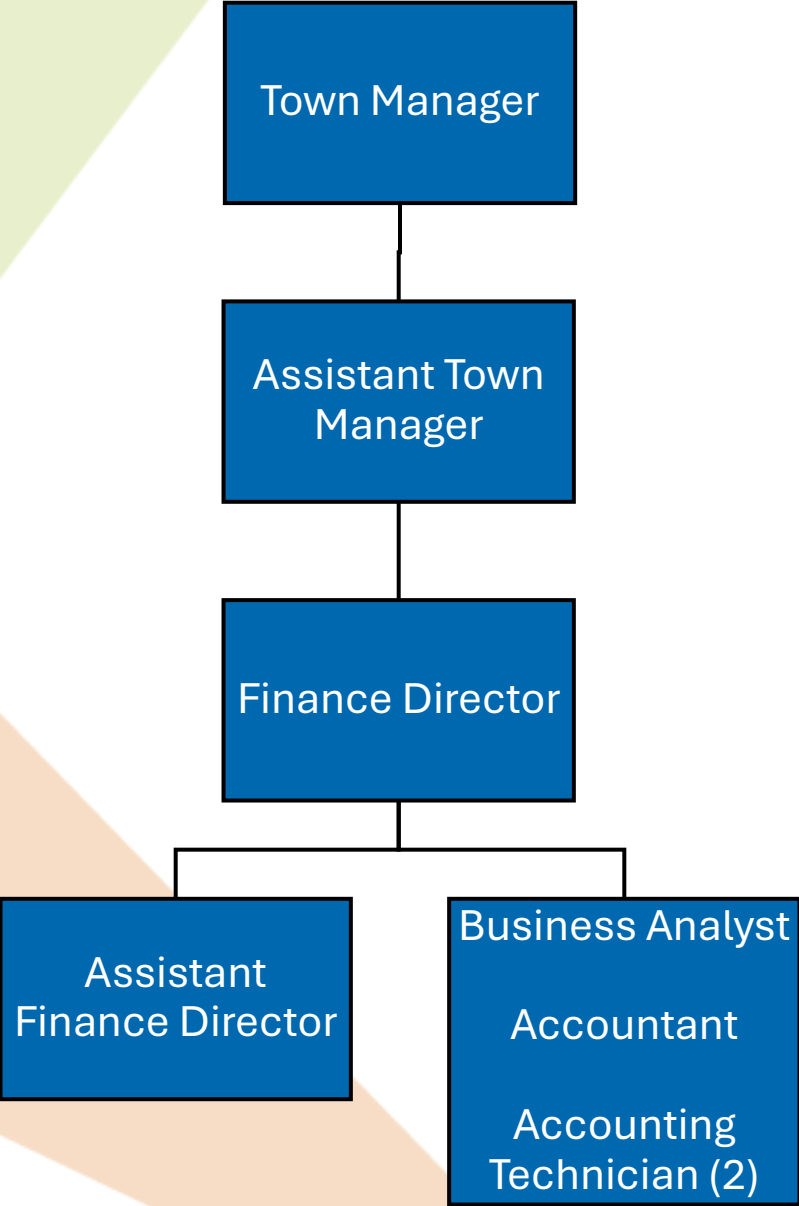 Town Manager
Assistant Town
Manager
Finance Director
Assistant
Finance Director
Business Analyst
Accountant
Accounting
Technician (2)